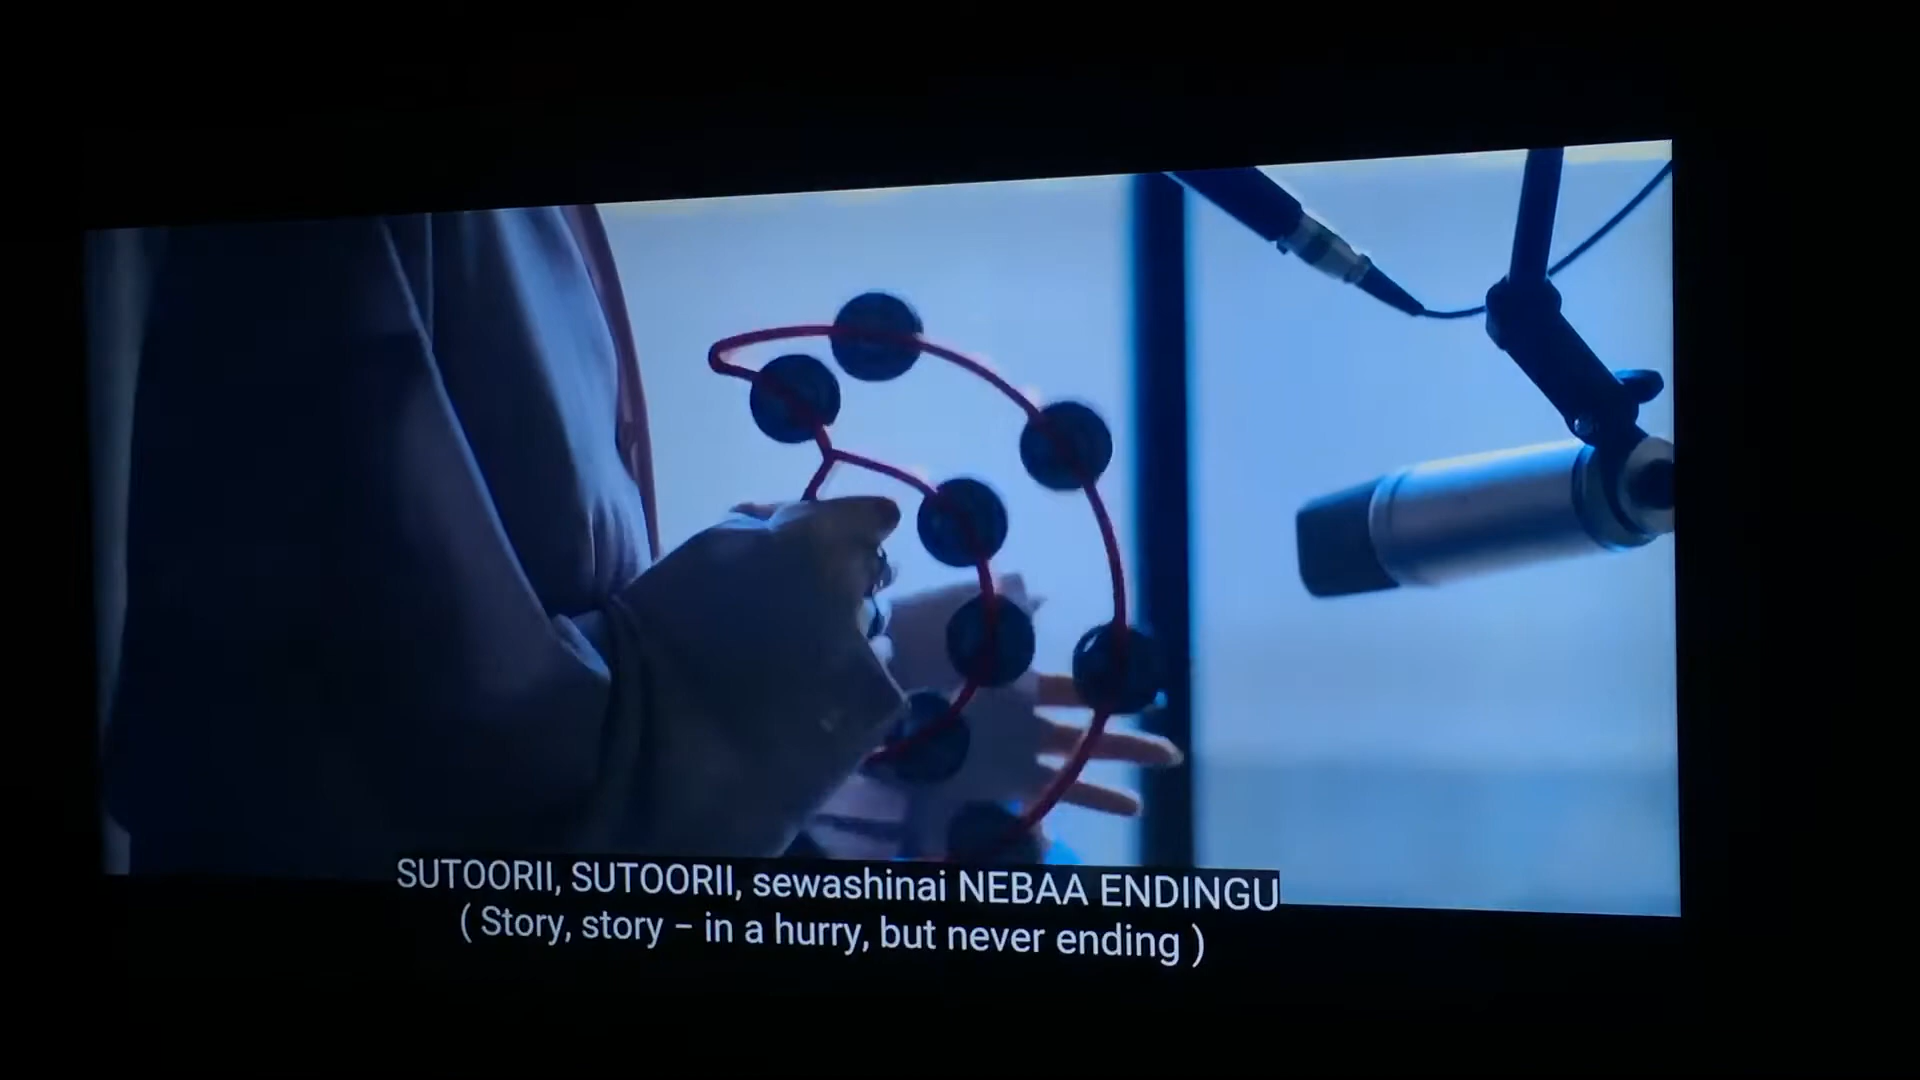 SUTOORII, SUTOORII, sewashinai NEBAA ENDINGU
( Story, story – in a hurry, but never ending )